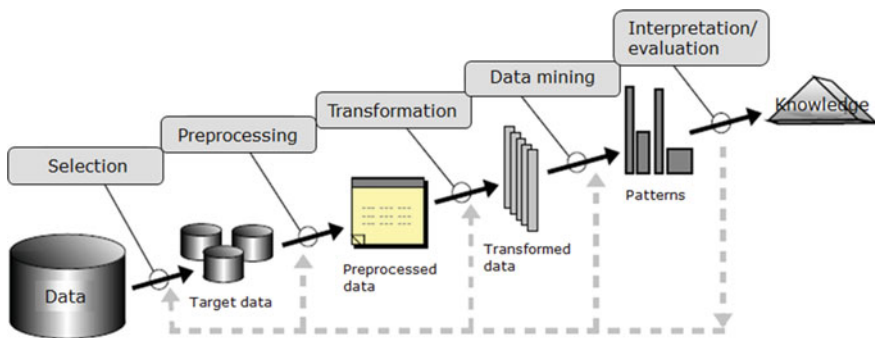 Interpretation/
evaluation
Data mining
Transformation
Preprocessing
Selection
Data
Target data
Preprocessed
data
Transformed
data
Patterns
Knowledge